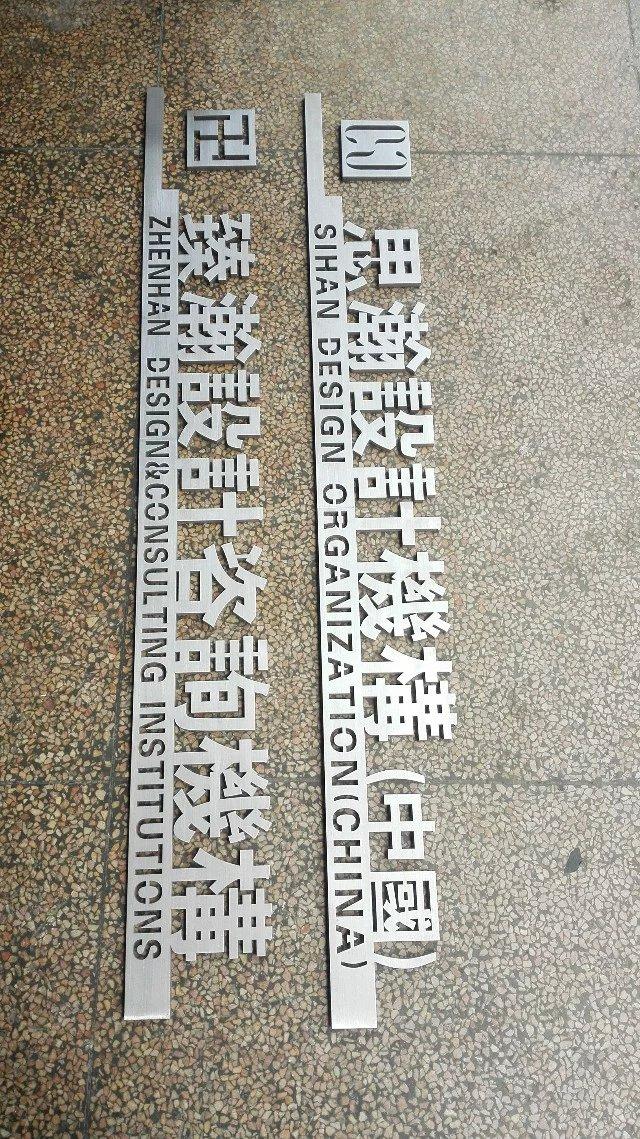 思瀚設計機構(中國)
SIHAN DESIGN ORGANIZATION(CHINA)
臻瀚設計咨詢機構
ZHENHAN DESIGN&CONSULTING INSTITUTIONS